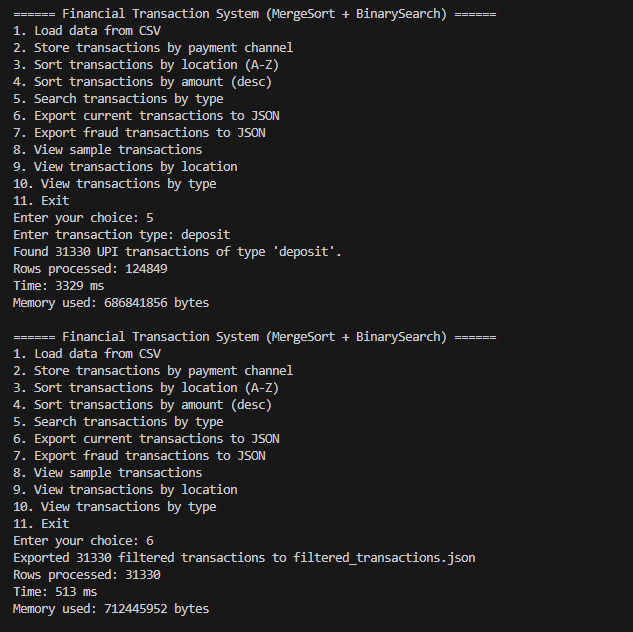 ====== Financial Transaction System (MergeSort + BinarySearch) ======
1. Load data from CSV
2. Store transactions by payment channel
3. Sort transactions by location (A-Z)
4. Sort transactions by amount (desc)
5. Search transactions by type
6. Export current transactions to JSON
7. Export fraud transactions to JSON
8. View sample transactions
9. View transactions by location
10. View transactions by type
11. Exit
Enter your choice: 5
Enter transaction type: deposit
Found 31330 UPI transactions of type 'deposit'.
Rows processed: 124849
Time: 3329 ms
Memory used: 686841856 bytes

====== Financial Transaction System (MergeSort + BinarySearch) ======
1. Load data from CSV
2. Store transactions by payment channel
3. Sort transactions by location (A-Z)
4. Sort transactions by amount (desc)
5. Search transactions by type
6. Export current transactions to JSON
7. Export fraud transactions to JSON
8. View sample transactions
9. View transactions by location
10. View transactions by type
11. Exit
Enter your choice: 6
Exported 31330 filtered transactions to filtered_transactions.json
Rows processed: 31330
Time: 513 ms
Memory used: 712445952 bytes